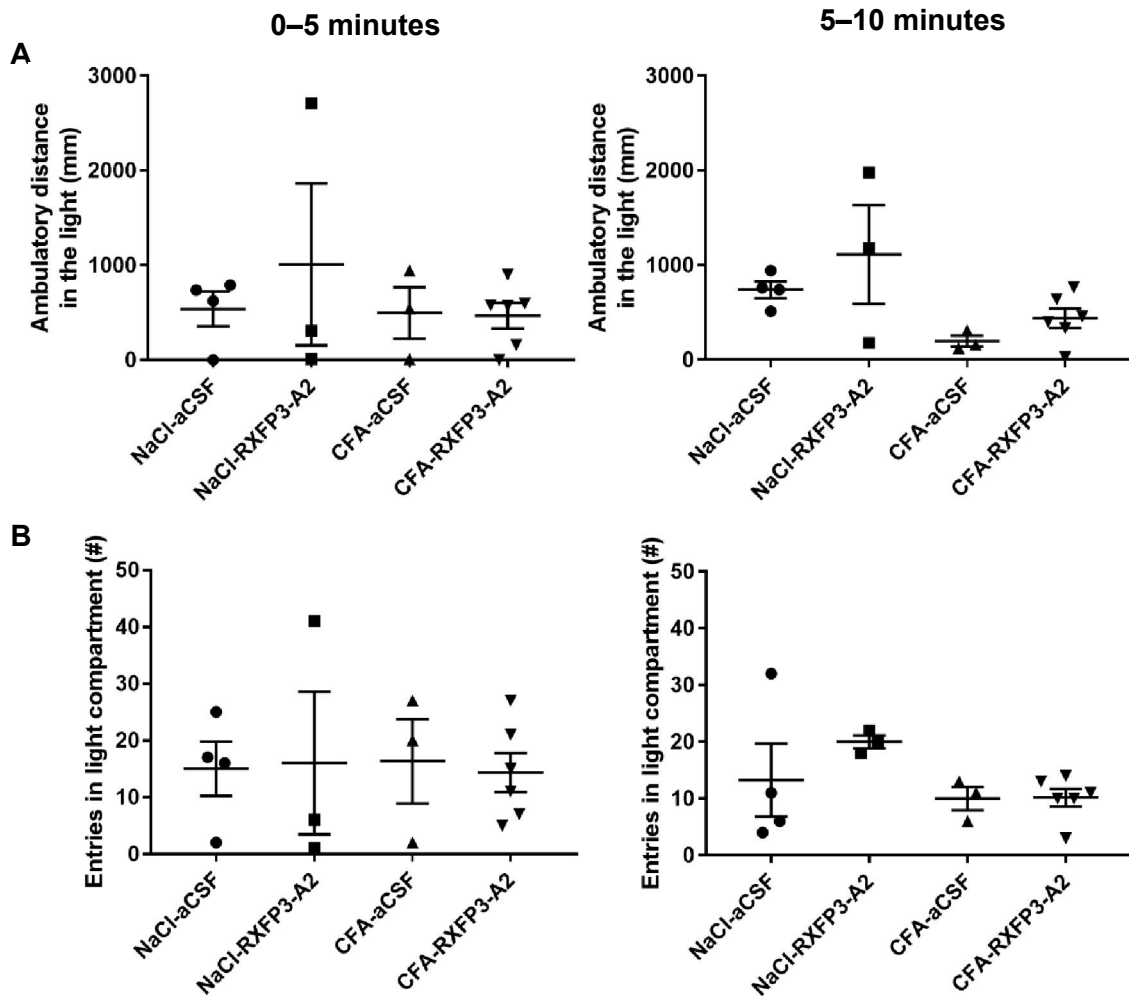 0–5 minutes
5–10 minutes
A
Ambulatory distance
in the light (mm)
3000
2000
1000
0
NaCl-aCSF
NaCl-RXFP3-A2
CFA-aCSF
CFA-RXFP3-A2
Ambulatory distance
in the light (mm)
3000
2000
1000
0
NaCl-aCSF
NaCl-RXFP3-A2
CFA-aCSF
CFA-RXFP3-A2
B
Entries in light compartment (#)
50
40
30
20
10
0
NaCl-aCSF
NaCl-RXFP3-A2
CFA-aCSF
CFA-RXFP3-A2
Entries in light compartment (#)
50
40
30
20
10
0
NaCl-aCSF
NaCl-RXFP3-A2
CFA-aCSF
CFA-RXFP3-A2